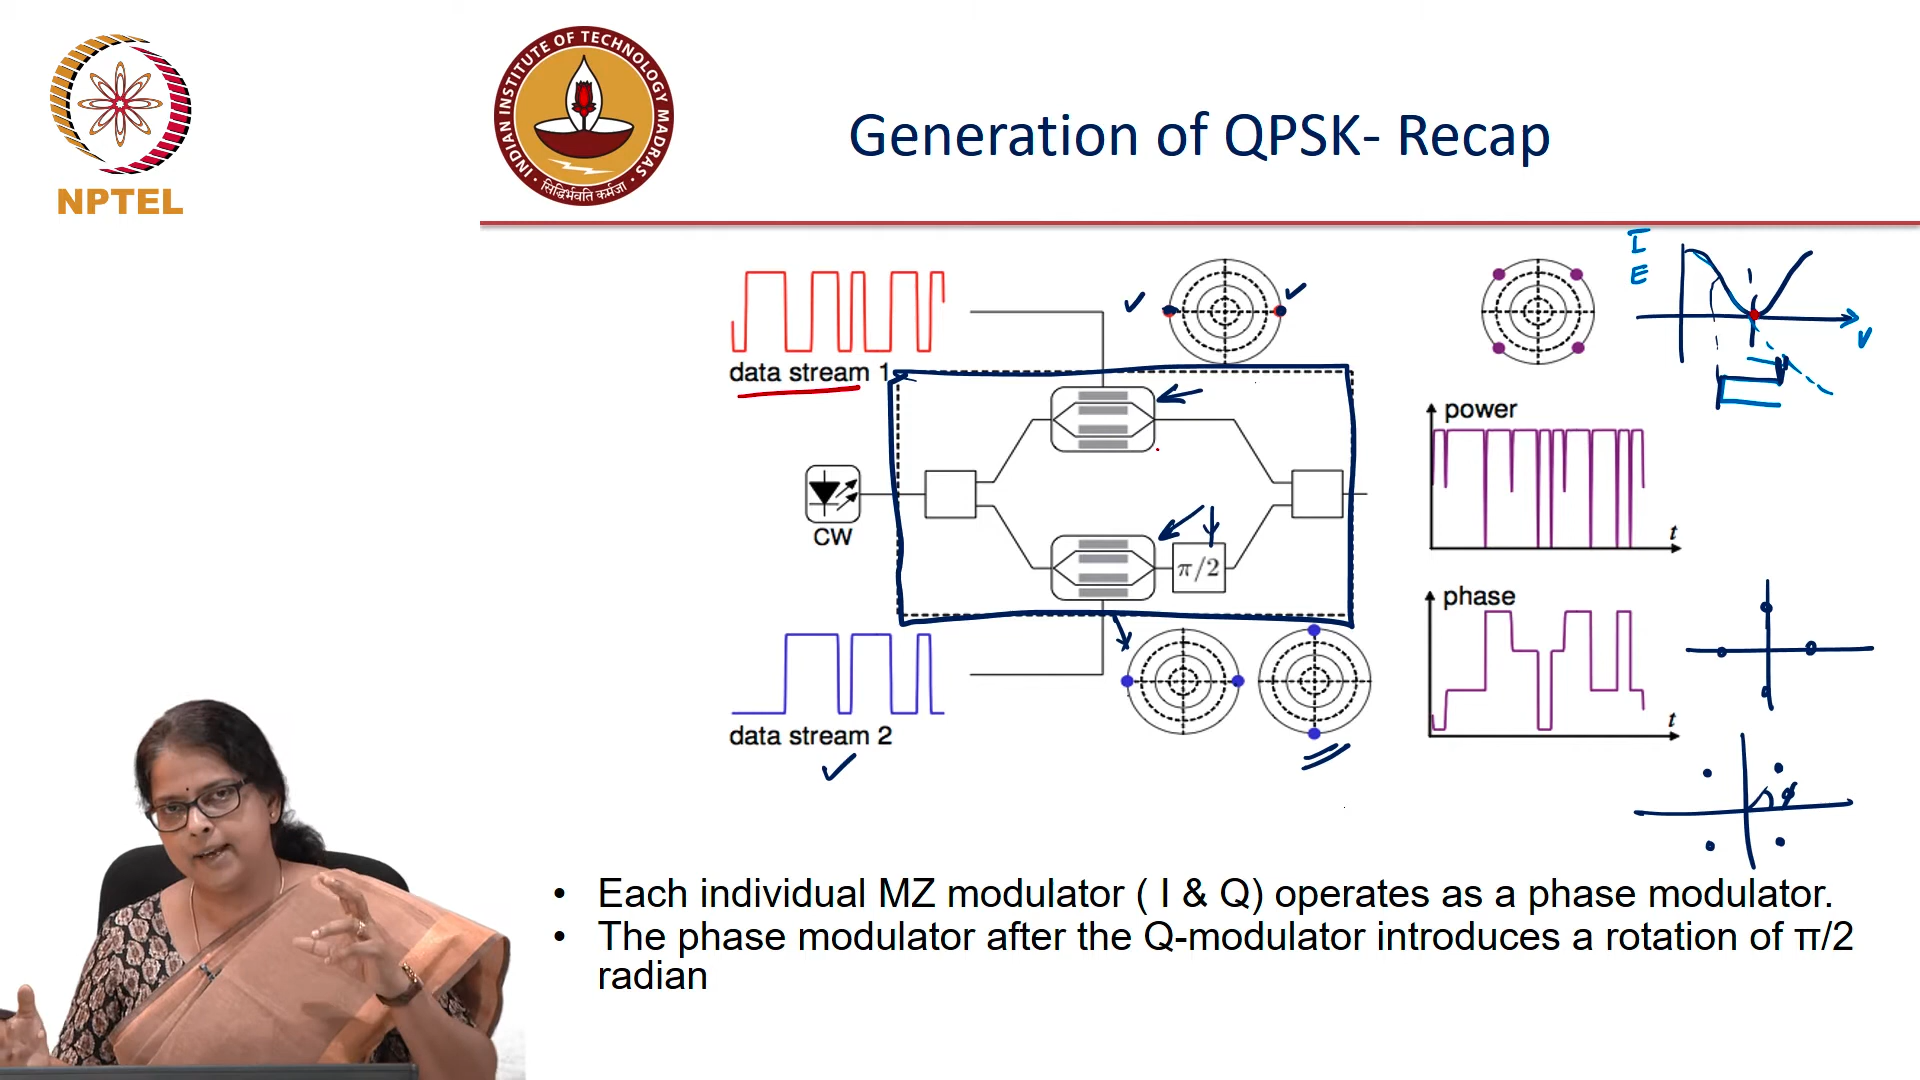 NPTEL
INDIAN INSTITUTE OF TECHNOLOGY MADRAS
सिद्धिर्भवति कर्मजा
Generation of QPSK- Recap
I
E
V
data stream 1
power
t
CW
π/2
phase
t
data stream 2
ϕ
• Each individual MZ modulator ( I & Q) operates as a phase modulator.
• The phase modulator after the Q-modulator introduces a rotation of π/2
radian